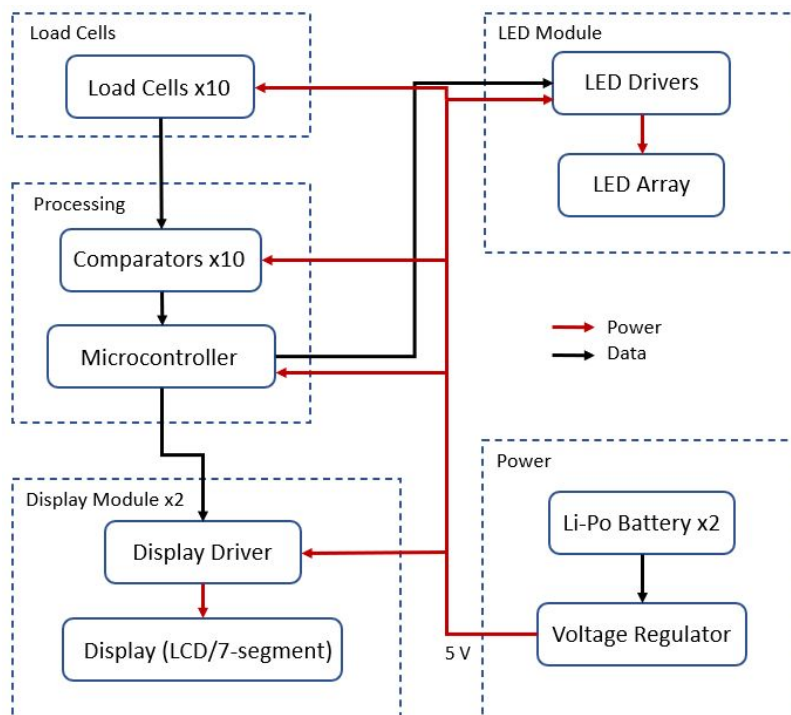 Load Cells
Load Cells x10
Processing
Comparators x10
Microcontroller
Display Module x2
Display Driver
Display (LCD/7-segment)
LED Module
LED Drivers
LED Array
Power
Data
Power
Li-Po Battery x2
Voltage Regulator
5 V